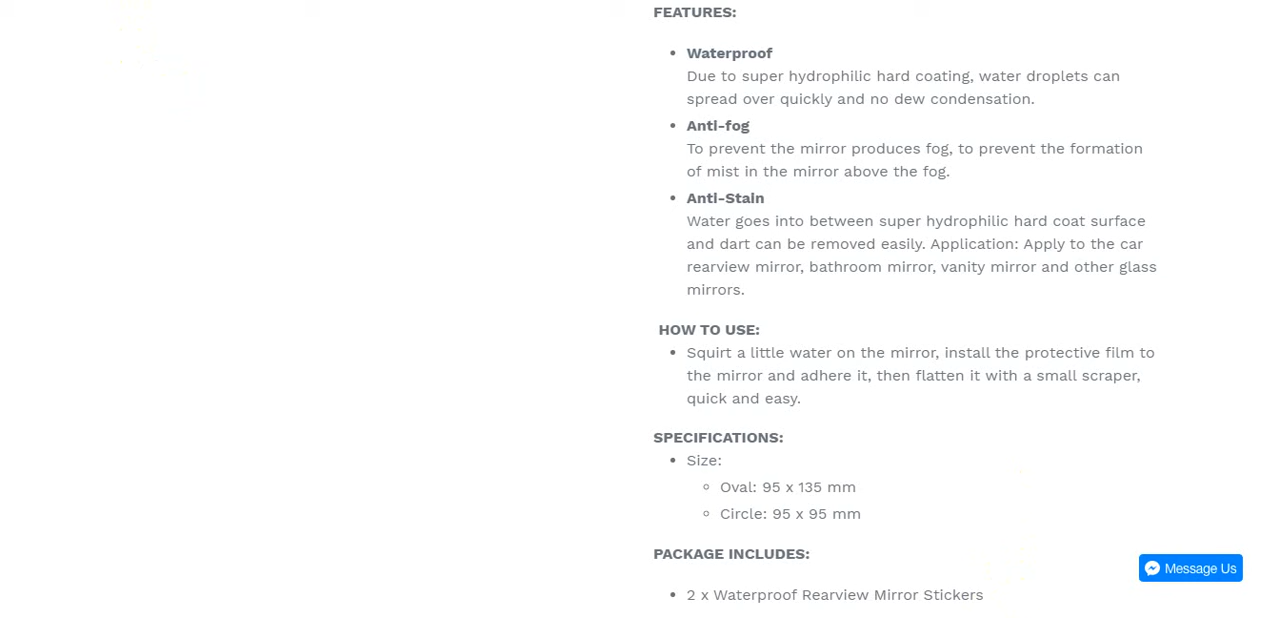 FEATURES:
• Waterproof
Due to super hydrophilic hard coating, water droplets can
spread over quickly and no dew condensation.
• Anti-fog
To prevent the mirror produces fog, to prevent the formation
of mist in the mirror above the fog.
• Anti-Stain
Water goes into between super hydrophilic hard coat surface
and dart can be removed easily. Application: Apply to the car
rearview mirror, bathroom mirror, vanity mirror and other glass
mirrors.
HOW TO USE:
• Squirt a little water on the mirror, install the protective film to
the mirror and adhere it, then flatten it with a small scraper,
quick and easy.
SPECIFICATIONS:
• Size:
◦ Oval: 95 x 135 mm
◦ Circle: 95 x 95 mm
PACKAGE INCLUDES:
Message Us
• 2 x Waterproof Rearview Mirror Stickers